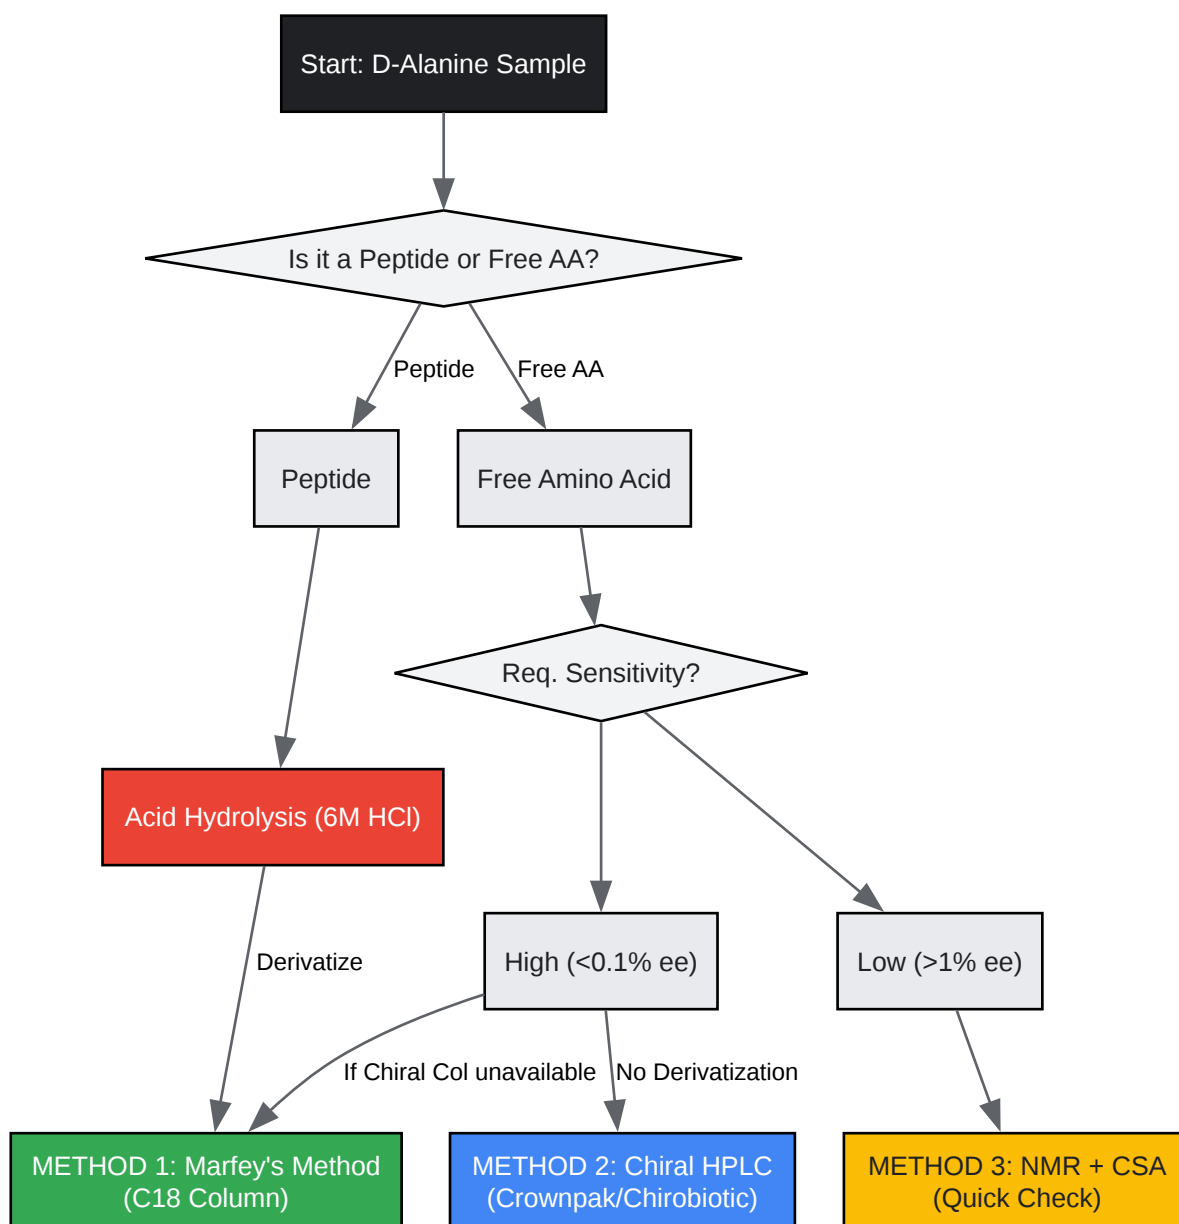 Start: D-Alanine Sample
Is it a Peptide or Free AA?
Peptide
Free AA
Peptide
Free Amino Acid
Req. Sensitivity?
Acid Hydrolysis (6M HCl)
High (<0.1% ee)
Low (>1% ee)
Derivatize
If Chiral Col unavailable
No Derivatization
METHOD 1: Marfey's Method
(C18 Column)
METHOD 2: Chiral HPLC
(Crownpak/Chirobiotic)
METHOD 3: NMR + CSA
(Quick Check)